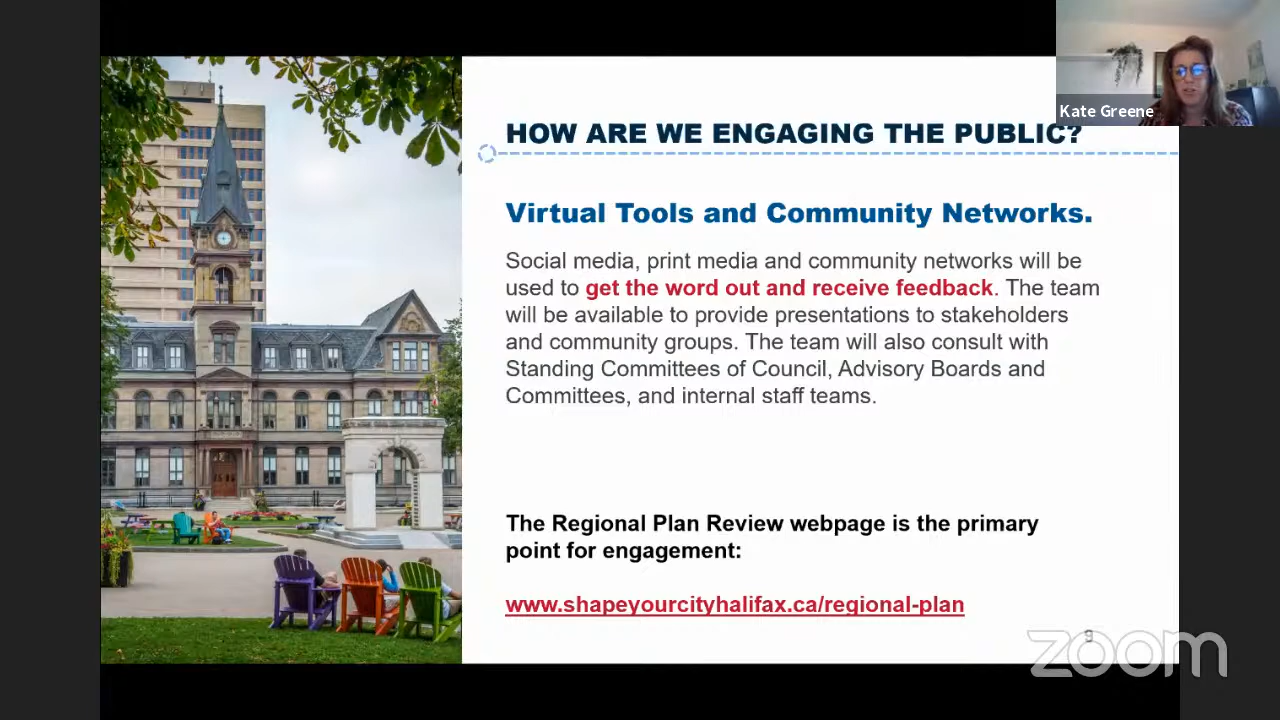 Kate Greene
HOW ARE WE ENGAGING THE PUBLIC?
Virtual Tools and Community Networks.
Social media, print media and community networks will be
used to get the word out and receive feedback. The team
will be available to provide presentations to stakeholders
and community groups. The team will also consult with
Standing Committees of Council, Advisory Boards and
Committees, and internal staff teams.
The Regional Plan Review webpage is the primary
point for engagement:
www.shapeyourcityhalifax.ca/regional-plan
9
zoom